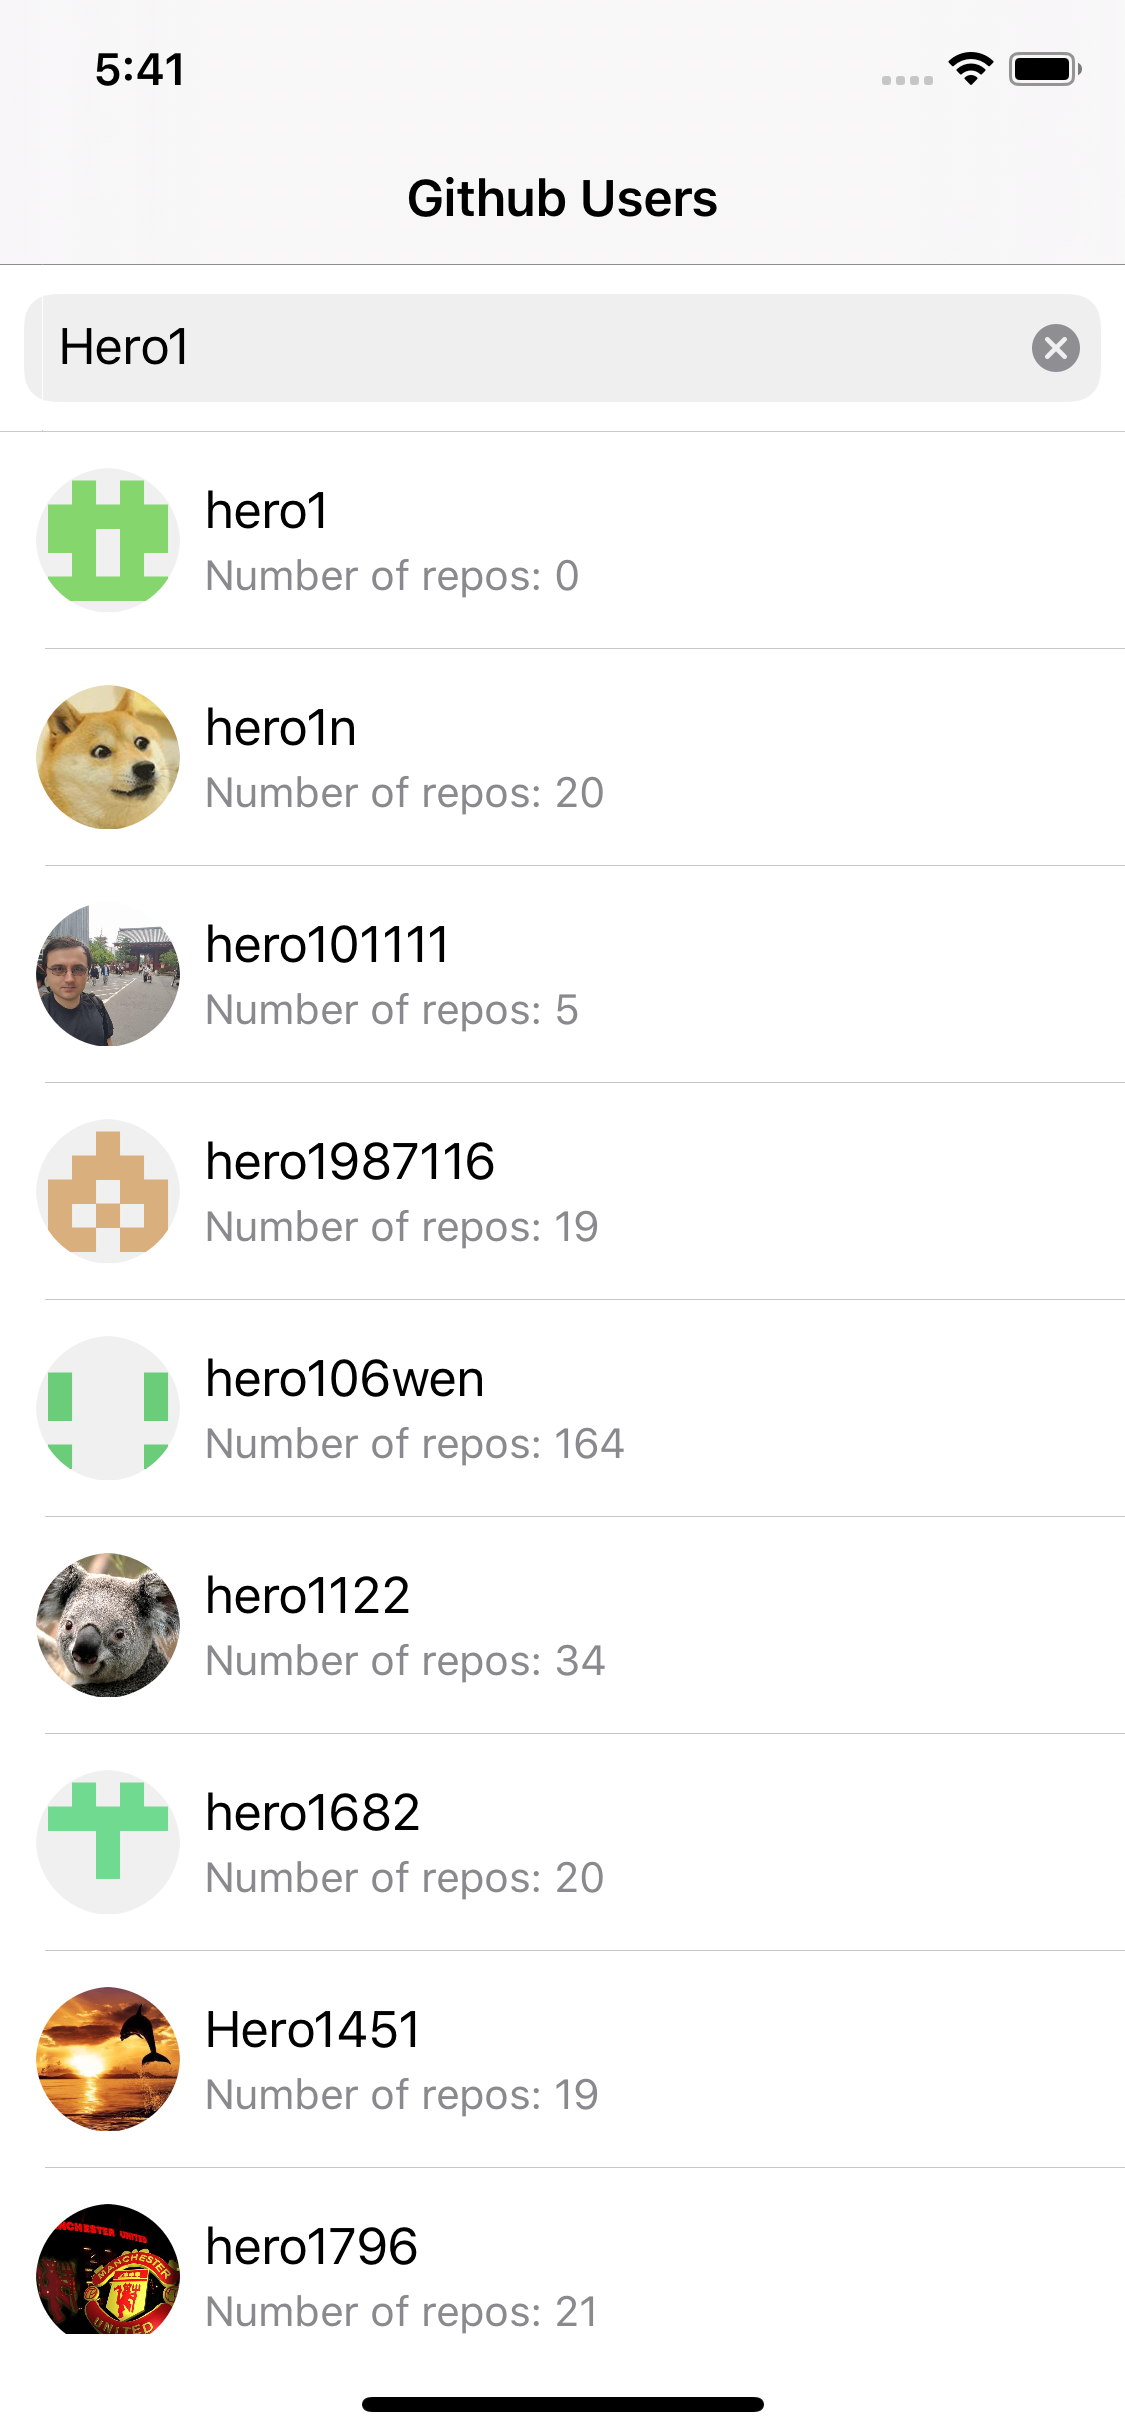 5:41
Github Users
Hero1
hero1
Number of repos: 0
hero1n
Number of repos: 20
hero101111
Number of repos: 5
hero1987116
Number of repos: 19
hero106wen
Number of repos: 164
hero1122
Number of repos: 34
hero1682
Number of repos: 20
Hero1451
Number of repos: 19
hero1796
Number of repos: 21
MANCHESTER
UNITED